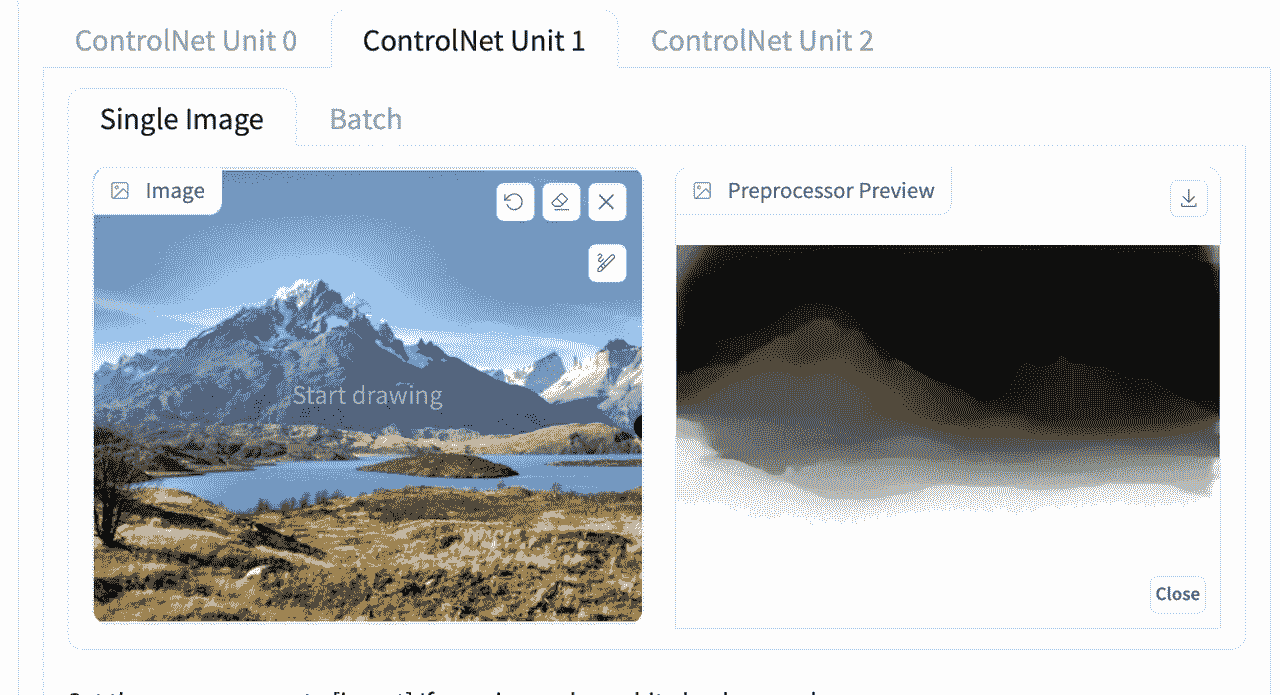 ControlNet Unit 0 ControlNet Unit 1 ControlNet Unit 2
Single Image Batch
Image Preprocessor Preview
Start drawing
Close